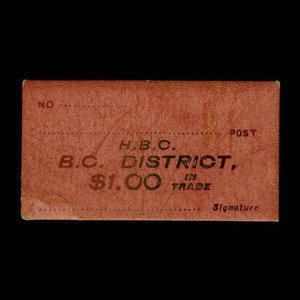 NO ..............
........................................ POST
H.B.C.
B.C. DISTRICT,
$1.00 IN TRADE
........................................ Signature